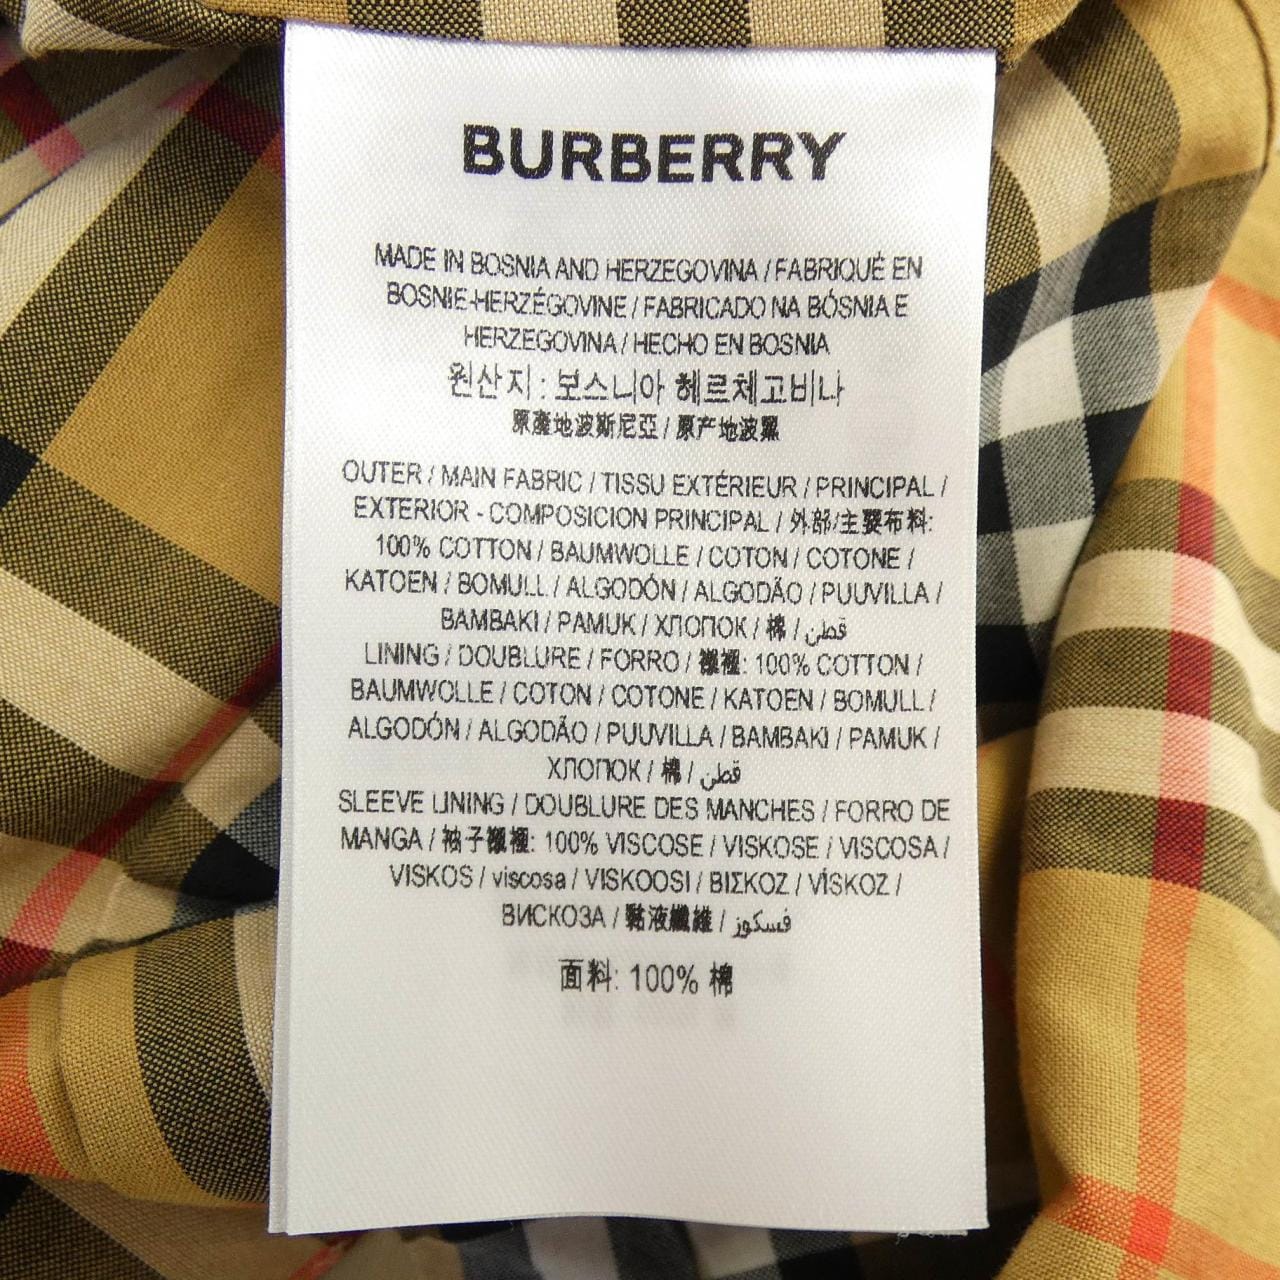 BURBERRY
MADE IN BOSNIA AND HERZEGOVINA / FABRIQUÉ EN
BOSNIE-HERZÉGOVINE / FABRICADO NA BÓSNIA E
HERZEGOVINA / HECHO EN BOSNIA
원산지 : 보스니아 헤르체고비나
原產地波斯尼亞 / 原产地波黑
OUTER / MAIN FABRIC / TISSU EXTÉRIEUR / PRINCIPAL /
EXTERIOR - COMPOSICION PRINCIPAL / 外部/主要布料:
100% COTTON / BAUMWOLLE / COTON / COTONE /
KATOEN / BOMULL / ALGODÓN / ALGODÃO / PUUVILLA /
BAMBAKI / PAMUK / ХЛОПОК / 棉 / قطن
LINING / DOUBLURE / FORRO / 襯裡: 100% COTTON /
BAUMWOLLE / COTON / COTONE / KATOEN / BOMULL /
ALGODÓN / ALGODÃO / PUUVILLA / BAMBAKI / PAMUK /
ХЛОПОК / 棉 / قطن
SLEEVE LINING / DOUBLURE DES MANCHES / FORRO DE
MANGA / 袖子襯裡: 100% VISCOSE / VISKOSE / VISCOSA /
VISKOS / viscosa / VISKOOSI / ΒΙΣΚΟΖ / VİSKOZ /
ВИСКОЗА / 黏液纖維 / فسكوز
面料: 100% 棉